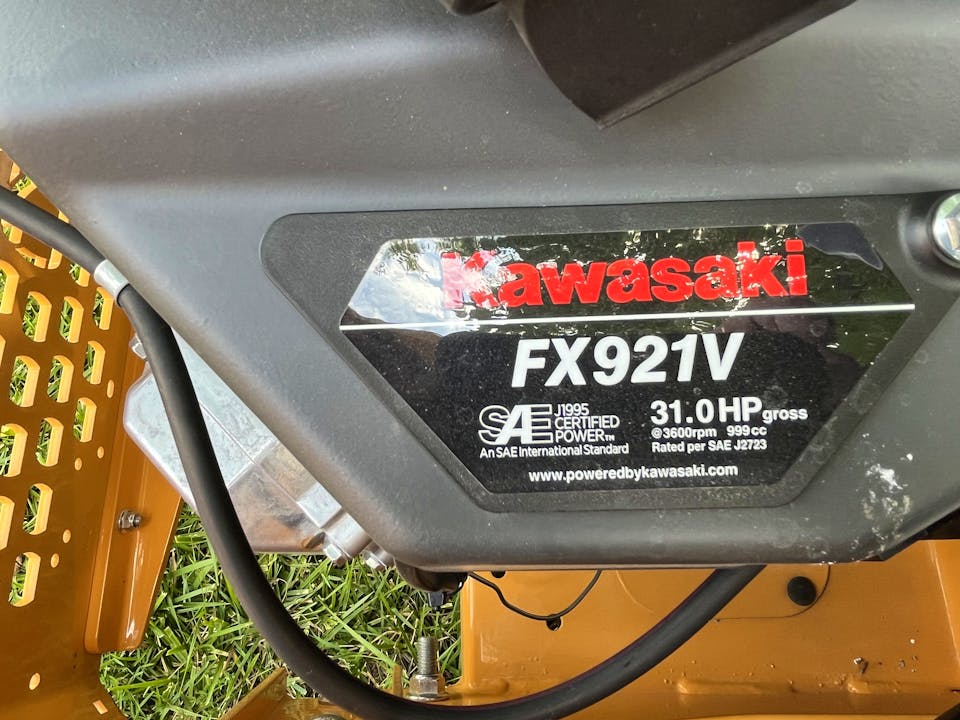 Kawasaki
FX921V
SAE J1995
CERTIFIED
POWER™
An SAE International Standard
31.0 HP gross
@3600rpm 999cc
Rated per SAE J2723
www.poweredbykawasaki.com